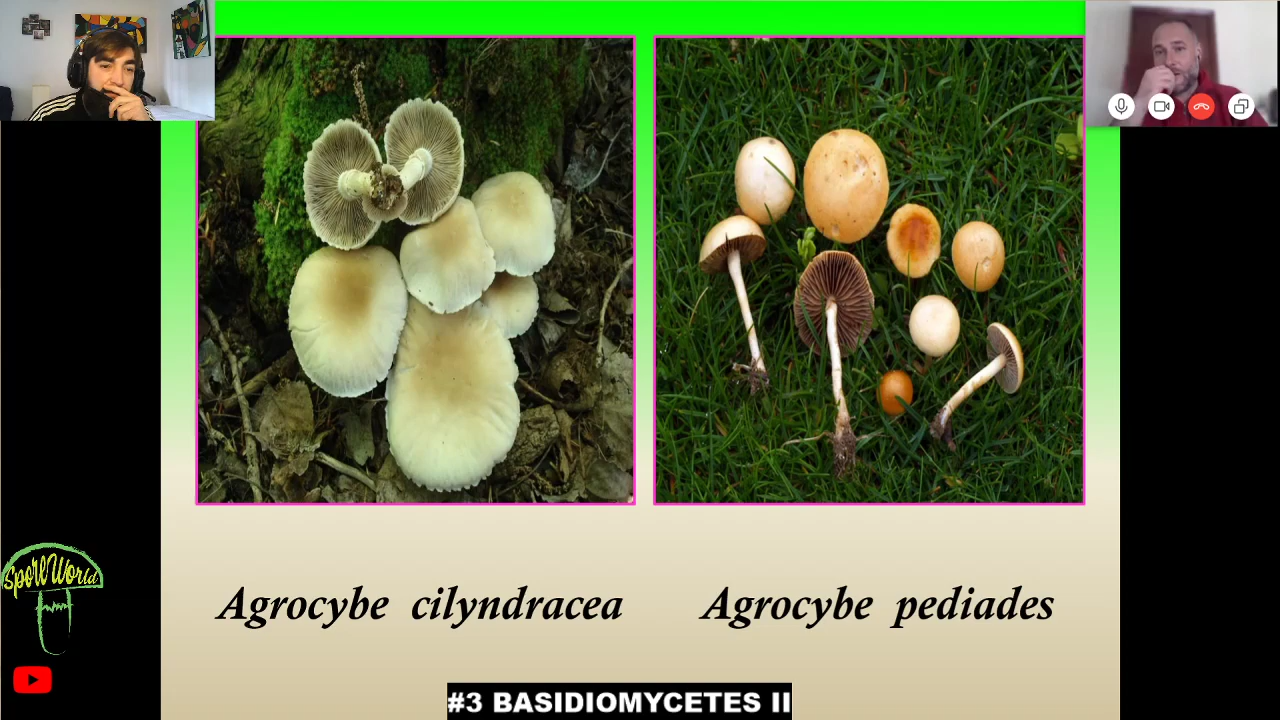 Agrocybe cilyndracea
Agrocybe pediades
SporeWorld
#3 BASIDIOMYCETES II